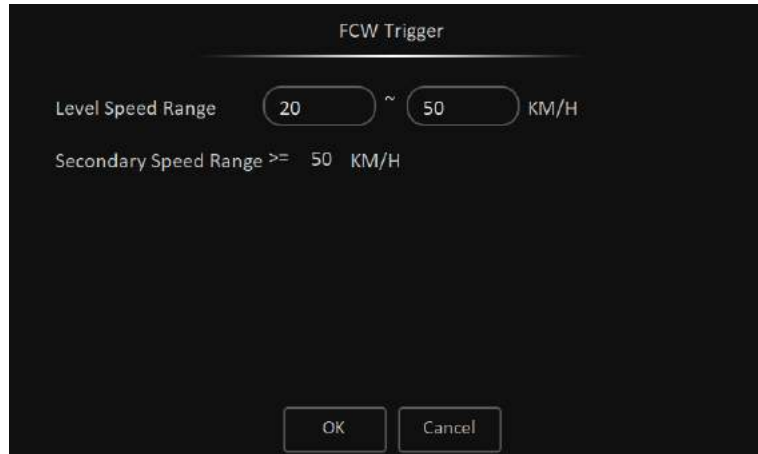 FCW Trigger
Level Speed Range 20 ~ 50 KM/H
Secondary Speed Range >= 50 KM/H
OK Cancel